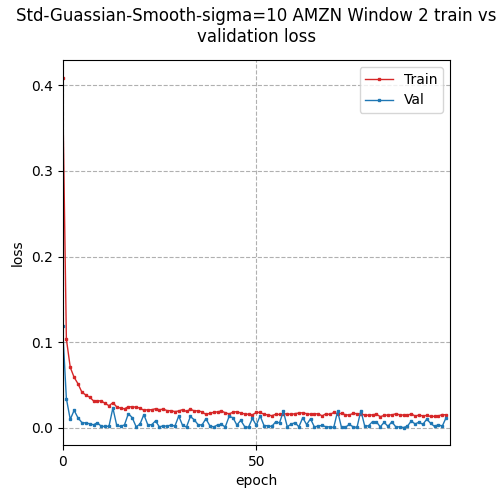 Std-Guassian-Smooth-sigma=10 AMZN Window 2 train vs
validation loss
Train
Val
0.4
0.3
0.2
0.1
0.0
loss
0
50
epoch